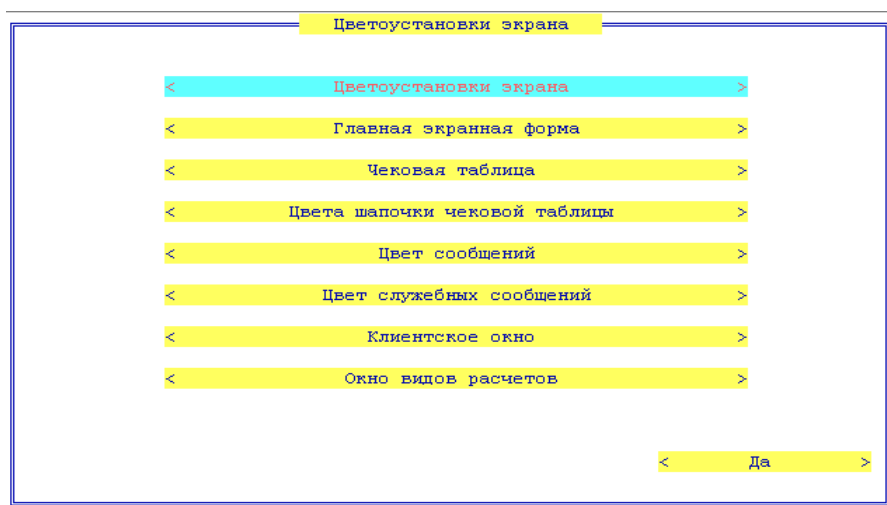 Цветоустановки экрана
< Цветоустановки экрана >
< Главная экранная форма >
< Чековая таблица >
< Цвета шапочки чековой таблицы >
< Цвет сообщений >
< Цвет служебных сообщений >
< Клиентское окно >
< Окно видов расчетов >
< Да >